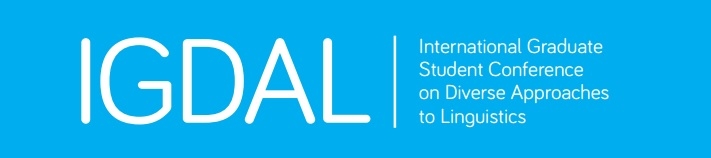 IGDAL
International Graduate
Student Conference
on Diverse Approaches
to Linguistics